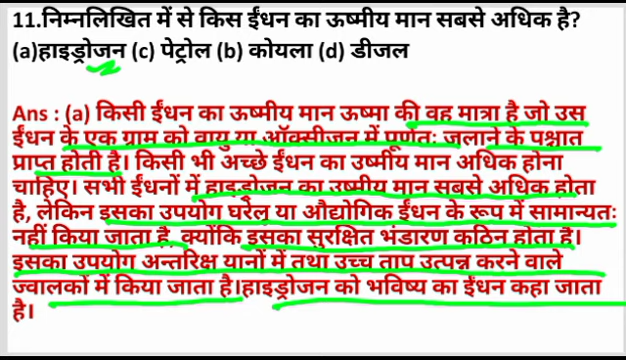 11.निम्नलिखित में से किस ईंधन का ऊष्मीय मान सबसे अधिक है?
(a)हाइड्रोजन (c) पेट्रोल (b) कोयला (d) डीजल
Ans : (a) किसी ईंधन का ऊष्मीय मान ऊष्मा की वह मात्रा है जो उस
ईंधन के एक ग्राम को वायु या ऑक्सीजन में पूर्णतः जलाने के पश्चात
प्राप्त होती है। किसी भी अच्छे ईंधन का उष्मीय मान अधिक होना
चाहिए। सभी ईंधनों में हाइड्रोजन का उष्मीय मान सबसे अधिक होता
है, लेकिन इसका उपयोग घरेलू या औद्योगिक ईंधन के रूप में सामान्यतः
नहीं किया जाता है, क्योंकि इसका सुरक्षित भंडारण कठिन होता है।
इसका उपयोग अन्तरिक्ष यानों में तथा उच्च ताप उत्पन्न करने वाले
ज्वालकों में किया जाता है।हाइड्रोजन को भविष्य का ईंधन कहा जाता
है।